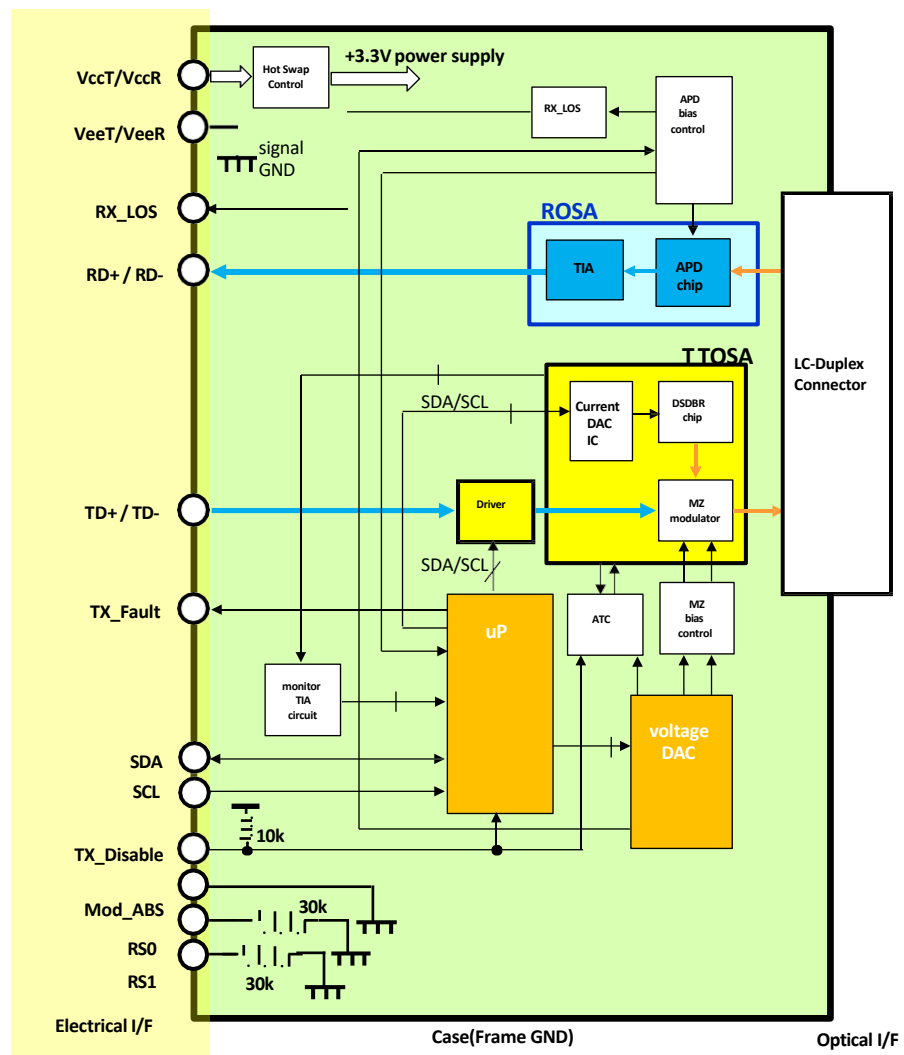 +3.3V power supply
VccT/VccR
Hot Swap
Control
APD
bias
control
RX_LOS
VeeT/VeeR
signal
GND
RX_LOS
ROSA
RD+ / RD-
TIA
APD
chip
T TOSA
LC-Duplex
Connector
SDA/SCL
Current
DAC
IC
DSDBR
chip
TD+ / TD-
Driver
MZ
modulator
SDA/SCL
TX_Fault
uP
ATC
MZ
bias
control
monitor
TIA
circuit
voltage
DAC
SDA
SCL
10k
TX_Disable
Mod_ABS
30k
RS0
RS1
30k
Electrical I/F
Case(Frame GND)
Optical I/F